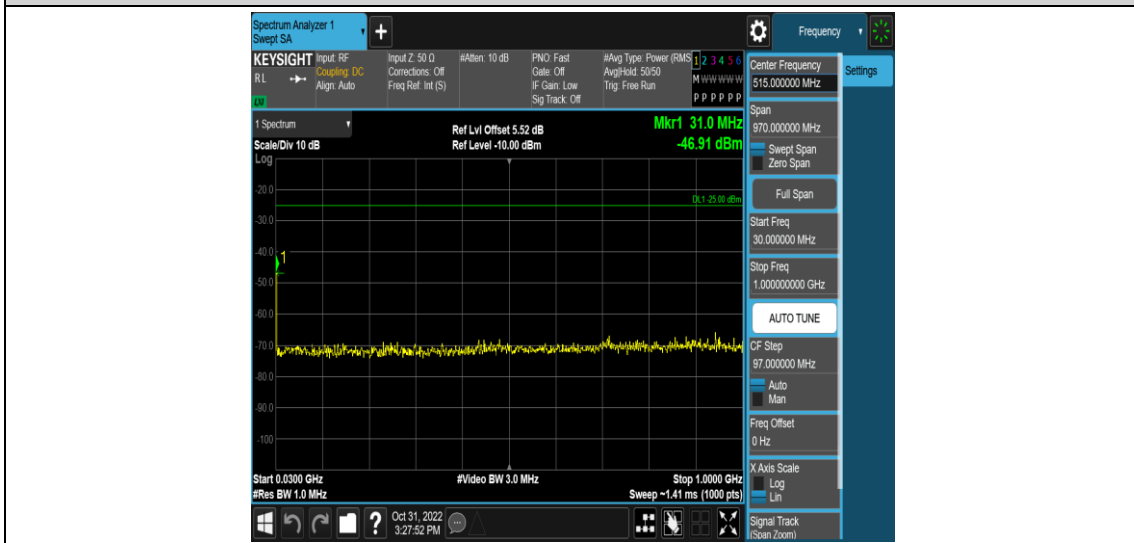 Spectrum Analyzer 1
Swept SA
+
Frequency
KEYSIGHT
RL
Input: RF
Coupling: DC
Align: Auto
Input Z: 50 Ω
Corrections: Off
Freq Ref: Int (S)
#Atten: 10 dB
PNO: Fast
Gate: Off
IF Gain: Low
Sig Track: Off
#Avg Type: Power (RMS
Avg|Hold: 50/50
Trig: Free Run
1 2 3 4 5 6
M W W W W W
P P P P P P
1 Spectrum
Scale/Div 10 dB
Log
Ref Lvl Offset 5.52 dB
Ref Level -10.00 dBm
Mkr1 31.0 MHz
-46.91 dBm
DL1 -25.00 dBm
1
-20.0
-30.0
-40.0
-50.0
-60.0
-70.0
-80.0
-90.0
-100
Start 0.0300 GHz
#Res BW 1.0 MHz
#Video BW 3.0 MHz
Stop 1.0000 GHz
Sweep ~1.41 ms (1000 pts)
Center Frequency
515.000000 MHz
Settings
Span
970.000000 MHz
Swept Span
Zero Span
Full Span
Start Freq
30.000000 MHz
Stop Freq
1.000000000 GHz
AUTO TUNE
CF Step
97.000000 MHz
Auto
Man
Freq Offset
0 Hz
X Axis Scale
Log
Lin
Signal Track
(Span Zoom)
?
Oct 31, 2022
3:27:52 PM